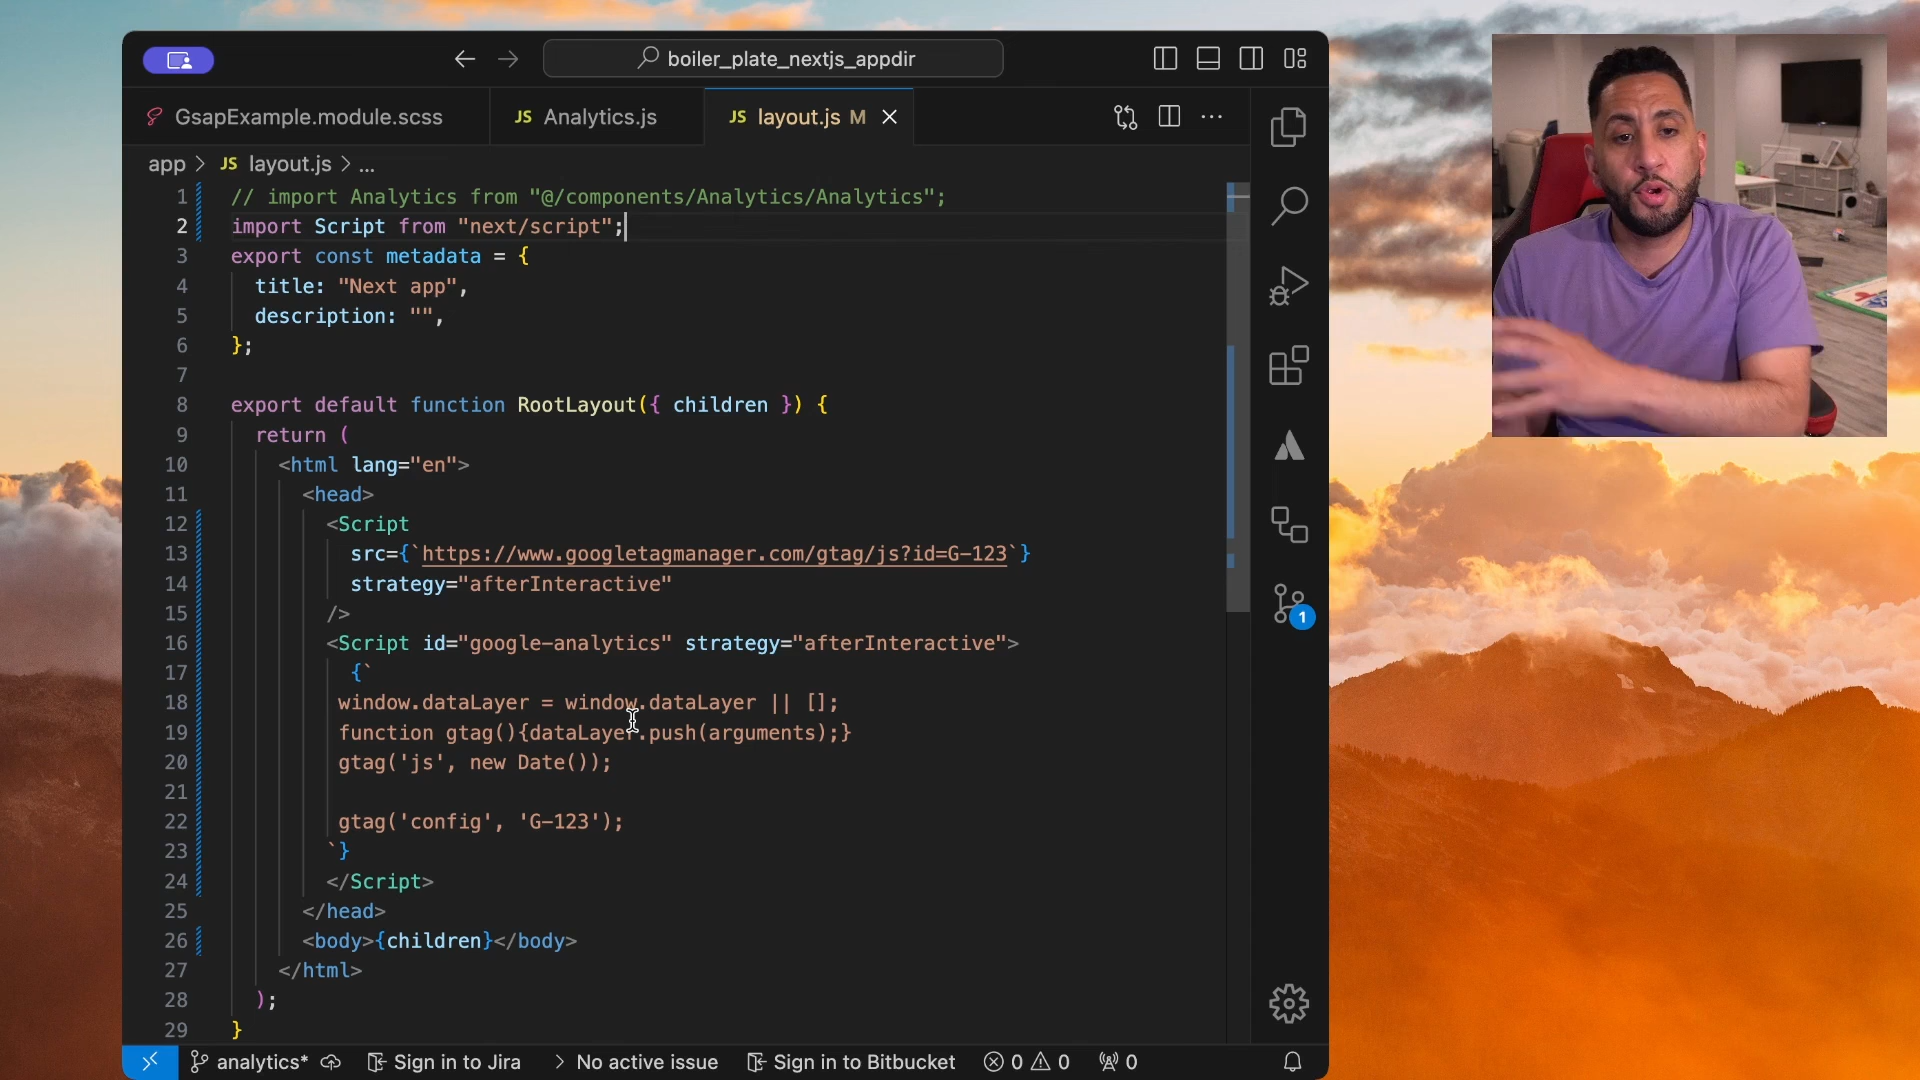 boiler_plate_nextjs_appdir
GsapExample.module.scss
JS Analytics.js
JS layout.js M
app > JS layout.js > ...
1 // import Analytics from "@/components/Analytics/Analytics";
2 import Script from "next/script";
3 export const metadata = {
4 title: "Next app",
5 description: "",
6 };
7
8 export default function RootLayout({ children }) {
9 return (
10 <html lang="en">
11 <head>
12 <Script
13 src={`https://www.googletagmanager.com/gtag/js?id=G-123`}
14 strategy="afterInteractive"
15 />
16 <Script id="google-analytics" strategy="afterInteractive">
17 {`
18 window.dataLayer = window.dataLayer || [];
19 function gtag(){dataLayer.push(arguments);}
20 gtag('js', new Date());
21
22 gtag('config', 'G-123');
23 `}
24 </Script>
25 </head>
26 <body>{children}</body>
27 </html>
28 );
29 }
1
analytics* Sign in to Jira > No active issue Sign in to Bitbucket 0 0 0